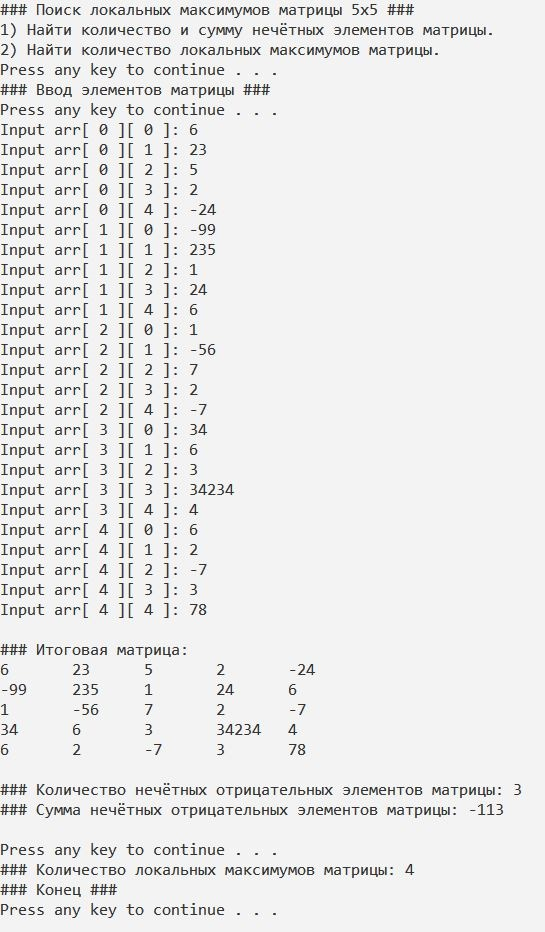 ### Поиск локальных максимумов матрицы 5x5 ###
1) Найти количество и сумму нечётных элементов матрицы.
2) Найти количество локальных максимумов матрицы.
Press any key to continue . . .
### Ввод элементов матрицы ###
Press any key to continue . . .
Input arr[ 0 ][ 0 ]: 6
Input arr[ 0 ][ 1 ]: 23
Input arr[ 0 ][ 2 ]: 5
Input arr[ 0 ][ 3 ]: 2
Input arr[ 0 ][ 4 ]: -24
Input arr[ 1 ][ 0 ]: -99
Input arr[ 1 ][ 1 ]: 235
Input arr[ 1 ][ 2 ]: 1
Input arr[ 1 ][ 3 ]: 24
Input arr[ 1 ][ 4 ]: 6
Input arr[ 2 ][ 0 ]: 1
Input arr[ 2 ][ 1 ]: -56
Input arr[ 2 ][ 2 ]: 7
Input arr[ 2 ][ 3 ]: 2
Input arr[ 2 ][ 4 ]: -7
Input arr[ 3 ][ 0 ]: 34
Input arr[ 3 ][ 1 ]: 6
Input arr[ 3 ][ 2 ]: 3
Input arr[ 3 ][ 3 ]: 34234
Input arr[ 3 ][ 4 ]: 4
Input arr[ 4 ][ 0 ]: 6
Input arr[ 4 ][ 1 ]: 2
Input arr[ 4 ][ 2 ]: -7
Input arr[ 4 ][ 3 ]: 3
Input arr[ 4 ][ 4 ]: 78
### Итоговая матрица:
6 23 5 2 -24
-99 235 1 24 6
1 -56 7 2 -7
34 6 3 34234 4
6 2 -7 3 78
### Количество нечётных отрицательных элементов матрицы: 3
### Сумма нечётных отрицательных элементов матрицы: -113
Press any key to continue . . .
### Количество локальных максимумов матрицы: 4
### Конец ###
Press any key to continue . . .